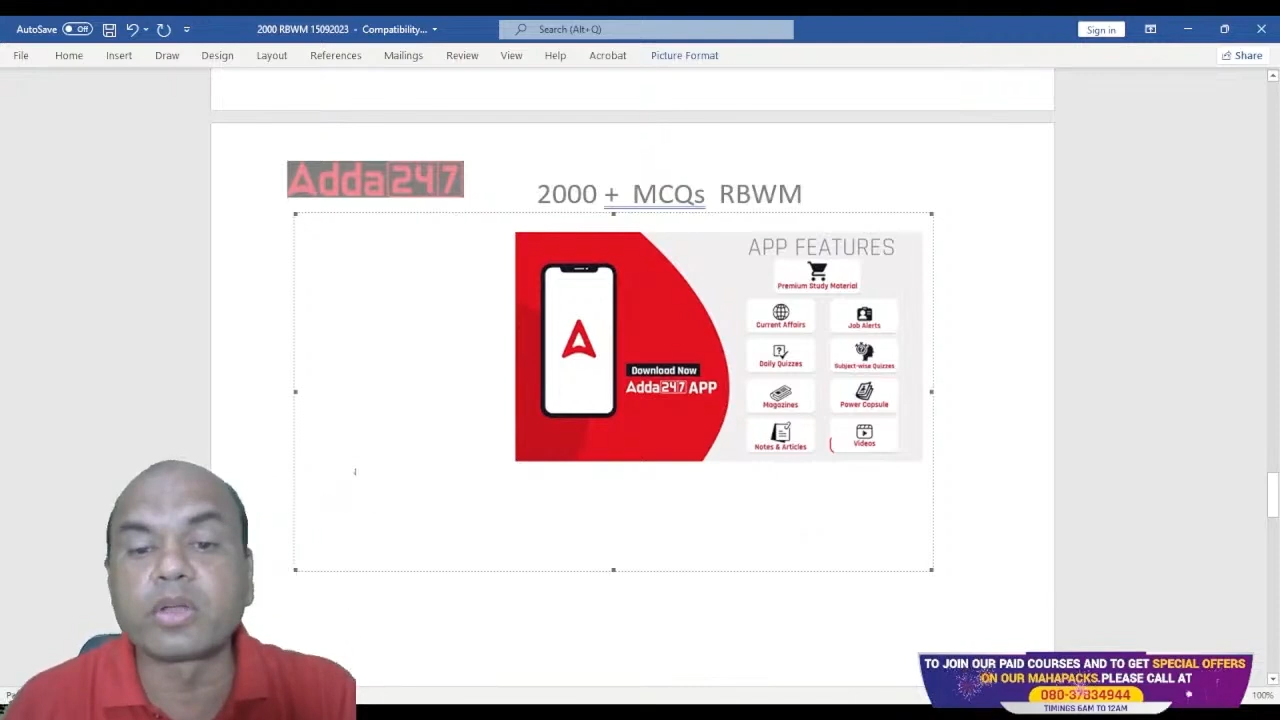 AutoSave Off 2000 RBWM 15092023 - Compatibility... Search (Alt+Q) Sign in
File Home Insert Draw Design Layout References Mailings Review View Help Acrobat Picture Format Share
Adda247
2000 + MCQs RBWM
APP FEATURES
Premium Study Material
Current Affairs Job Alerts
Download Now
Adda247 APP
Daily Quizzes Subject-wise Quizzes
Magazines Power Capsule
Notes & Articles Videos
TO JOIN OUR PAID COURSES AND TO GET SPECIAL OFFERS
ON OUR MAHAPACKS.PLEASE CALL AT
080-37834944
TIMINGS 6AM TO 12AM
100%